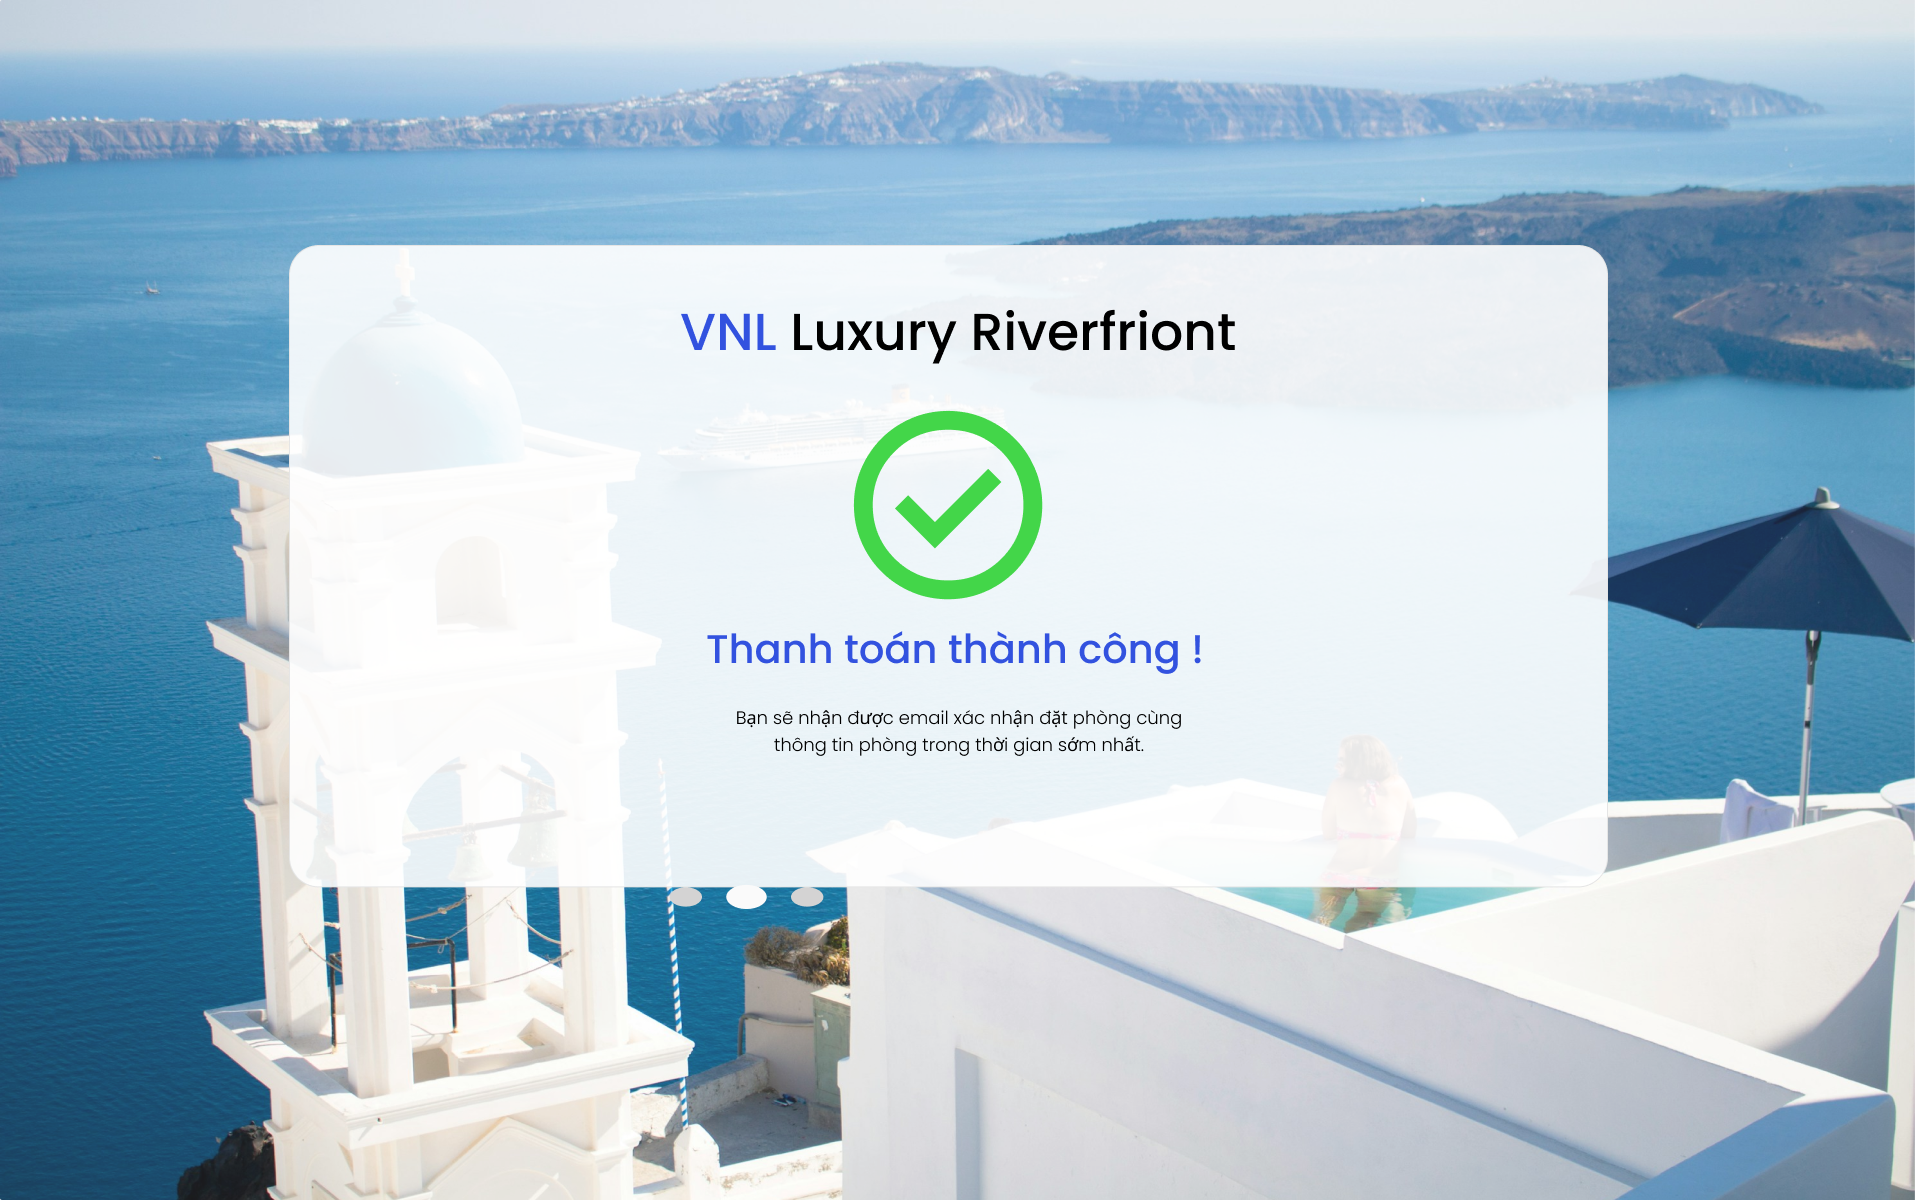 VNL Luxury Riverfriont
Thanh toán thành công !
Bạn sẽ nhận được email xác nhận đặt phòng cùng
thông tin phòng trong thời gian sớm nhất.